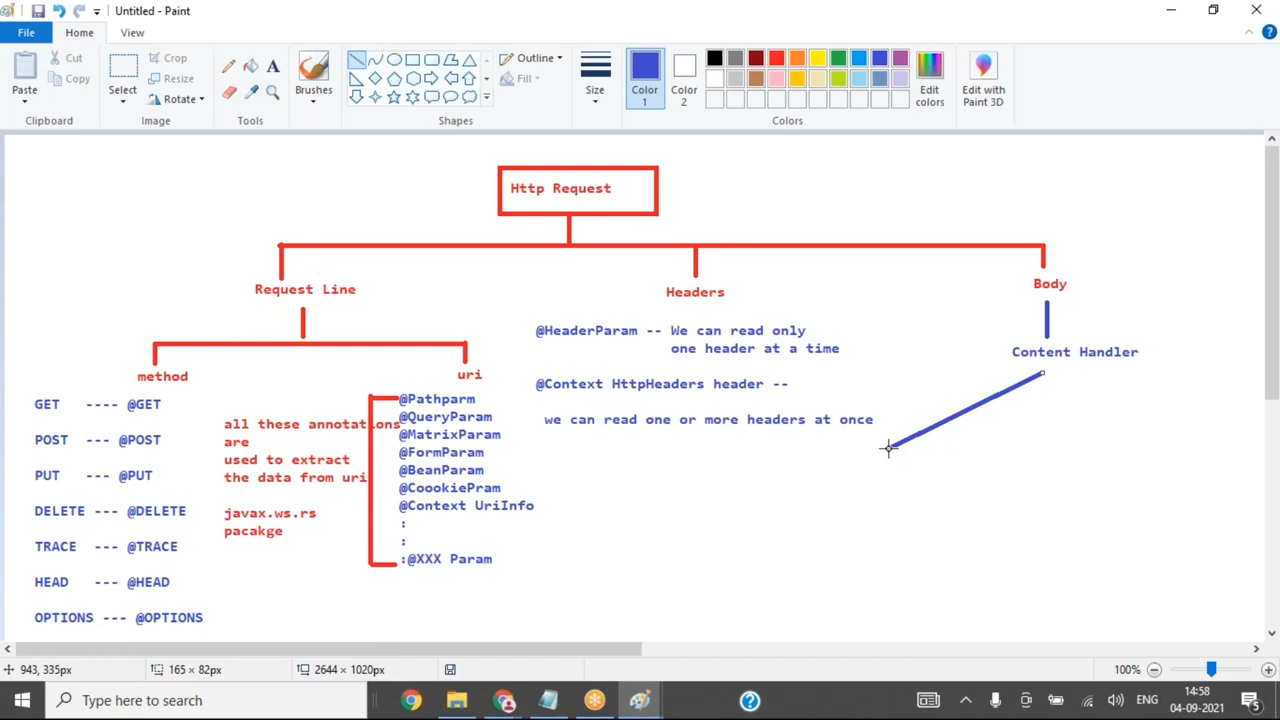 Untitled - Paint
File
Home
View
Paste
Cut
Copy
Clipboard
Select
Crop
Resize
Rotate
Image
A
Tools
Brushes
Outline
Fill
Shapes
Size
Color
1
Color
2
Edit
colors
Colors
Edit with
Paint 3D
Http Request
Request Line
Headers
Body
method
uri
Content Handler
GET ---- @GET
POST --- @POST
PUT --- @PUT
DELETE --- @DELETE
TRACE --- @TRACE
HEAD --- @HEAD
OPTIONS --- @OPTIONS
all these annotations
are
used to extract
the data from uri
javax.ws.rs
pacakge
@Pathparm
@QueryParam
@MatrixParam
@FormParam
@BeanParam
@CoookiePram
@Context UriInfo
:
:
:@XXX Param
@HeaderParam -- We can read only
one header at a time
@Context HttpHeaders header --
we can read one or more headers at once
943, 335px
165 × 82px
2644 × 1020px
100%
Type here to search
ENG
14:58
04-09-2021
5